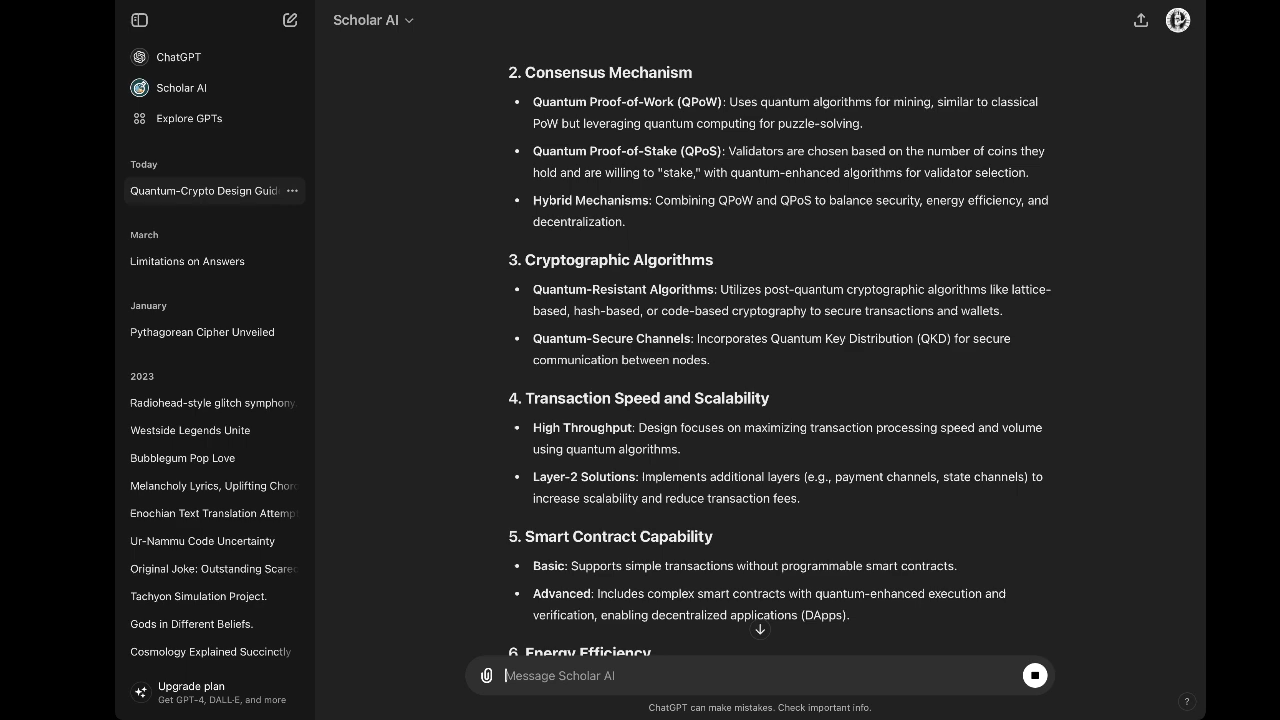 Scholar AI
ChatGPT
Scholar AI
Explore GPTs
Today
Quantum-Crypto Design Guid
March
Limitations on Answers
January
Pythagorean Cipher Unveiled
2023
Radiohead-style glitch symphony.
Westside Legends Unite
Bubblegum Pop Love
Melancholy Lyrics, Uplifting Chor
Enochian Text Translation Attempt
Ur-Nammu Code Uncertainty
Original Joke: Outstanding Scarec
Tachyon Simulation Project.
Gods in Different Beliefs.
Cosmology Explained Succinctly
Upgrade plan
Get GPT-4, DALL·E, and more
2. Consensus Mechanism
• Quantum Proof-of-Work (QPoW): Uses quantum algorithms for mining, similar to classical
PoW but leveraging quantum computing for puzzle-solving.
• Quantum Proof-of-Stake (QPoS): Validators are chosen based on the number of coins they
hold and are willing to "stake," with quantum-enhanced algorithms for validator selection.
• Hybrid Mechanisms: Combining QPoW and QPoS to balance security, energy efficiency, and
decentralization.
3. Cryptographic Algorithms
• Quantum-Resistant Algorithms: Utilizes post-quantum cryptographic algorithms like lattice-
based, hash-based, or code-based cryptography to secure transactions and wallets.
• Quantum-Secure Channels: Incorporates Quantum Key Distribution (QKD) for secure
communication between nodes.
4. Transaction Speed and Scalability
• High Throughput: Design focuses on maximizing transaction processing speed and volume
using quantum algorithms.
• Layer-2 Solutions: Implements additional layers (e.g., payment channels, state channels) to
increase scalability and reduce transaction fees.
5. Smart Contract Capability
• Basic: Supports simple transactions without programmable smart contracts.
• Advanced: Includes complex smart contracts with quantum-enhanced execution and
verification, enabling decentralized applications (DApps).
6. Energy Efficiency
Message Scholar AI
ChatGPT can make mistakes. Check important info.
?